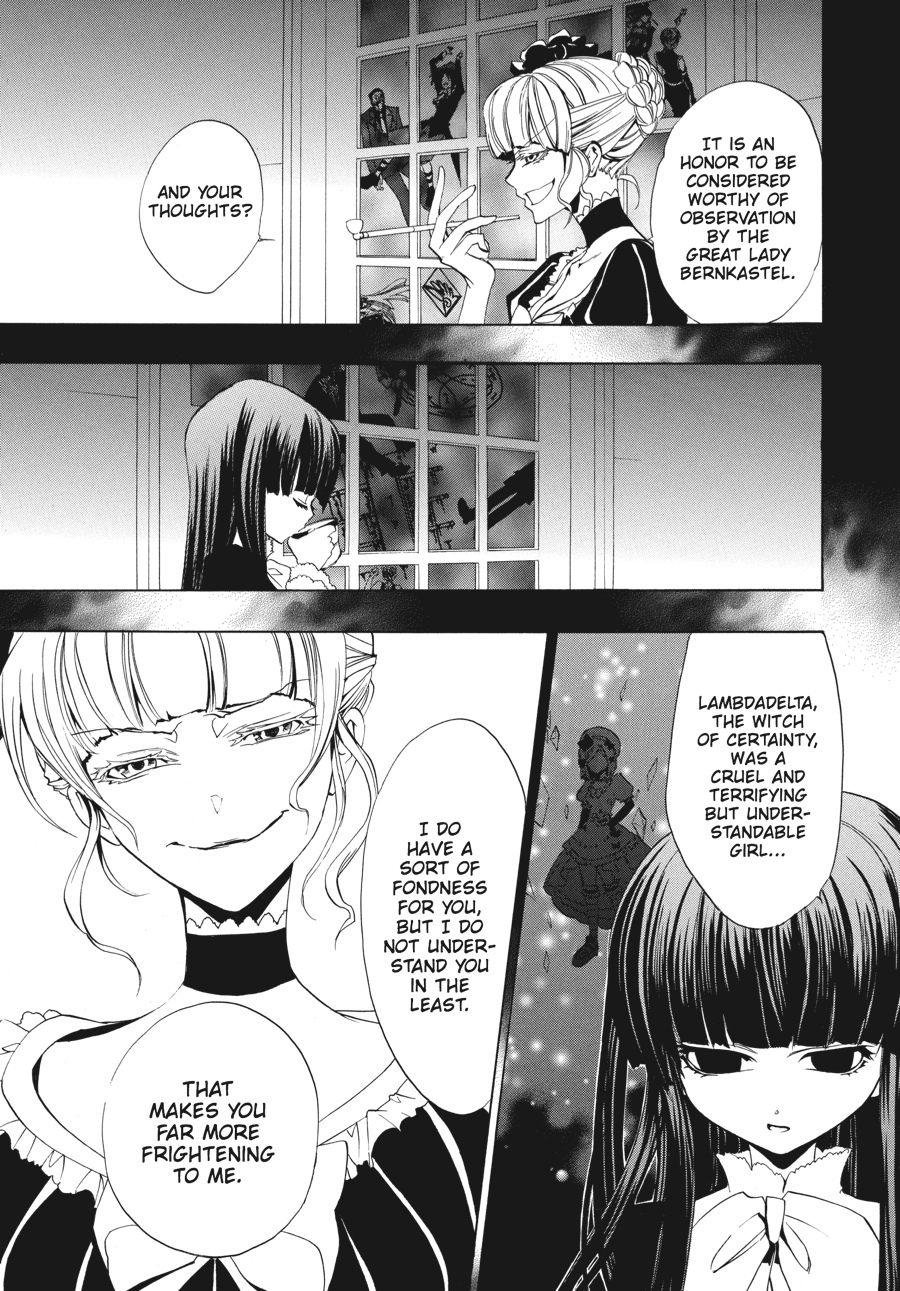 IT IS AN
HONOR TO BE
CONSIDERED
WORTHY OF
OBSERVATION
BY THE
GREAT LADY
BERNKASTEL.
AND YOUR
THOUGHTS?
LAMBDADELTA,
THE WITCH
OF CERTAINTY,
WAS A
CRUEL AND
TERRIFYING
BUT UNDER-
STANDABLE
GIRL...
I DO
HAVE A
SORT OF
FONDNESS
FOR YOU,
BUT I DO
NOT UNDER-
STAND YOU
IN THE
LEAST.
THAT
MAKES YOU
FAR MORE
FRIGHTENING
TO ME.